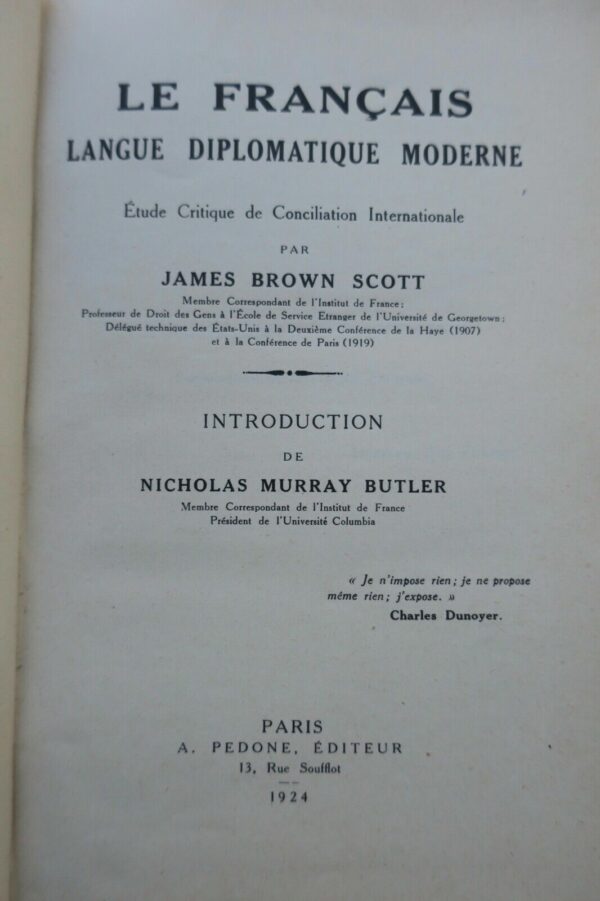 LE FRANÇAIS
LANGUE DIPLOMATIQUE MODERNE
Étude Critique de Conciliation Internationale
PAR
JAMES BROWN SCOTT
Membre Correspondant de l'Institut de France;
Professeur de Droit des Gens à l'École de Service Etranger de l'Université de Georgetown;
Délégué technique des États-Unis à la Deuxième Conférence de la Haye (1907)
et à la Conférence de Paris (1919)
INTRODUCTION
DE
NICHOLAS MURRAY BUTLER
Membre Correspondant de l'Institut de France
Président de l'Université Columbia
« Je n'impose rien; je ne propose
même rien; j'expose. »
Charles Dunoyer.
PARIS
A. PEDONE, ÉDITEUR
13, Rue Soufflot
1924